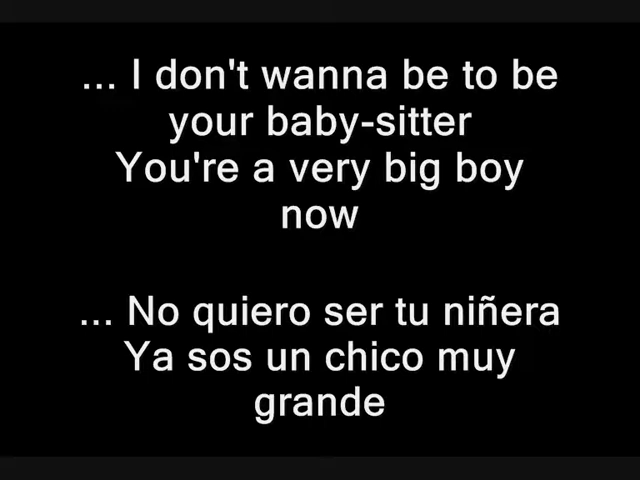 ... I don't wanna be to be
your baby-sitter
You're a very big boy
now
... No quiero ser tu niñera
Ya sos un chico muy
grande